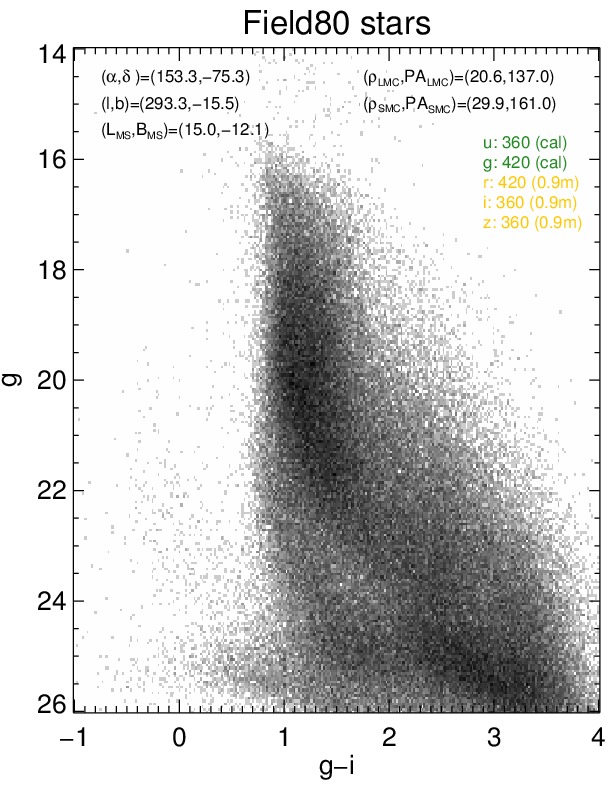 Field80 stars
(α,δ )=(153.3,−75.3)
(ρLMC,PALMC)=(20.6,137.0)
(l,b)=(293.3,−15.5)
(ρSMC,PASMC)=(29.9,161.0)
(LMS,BMS)=(15.0,−12.1)
u: 360 (cal)
g: 420 (cal)
r: 420 (0.9m)
i: 360 (0.9m)
z: 360 (0.9m)
14
16
18
20
22
24
26
g
−1 0 1 2 3 4
g−i